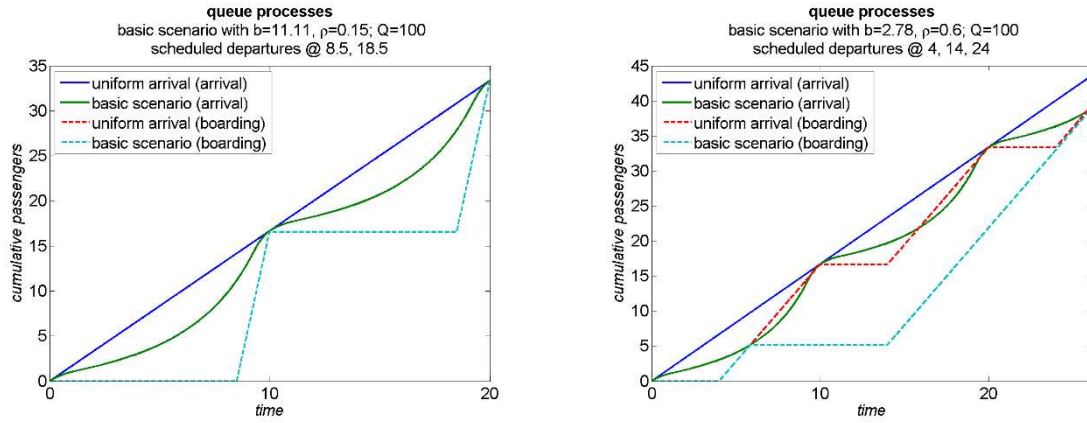 queue processes
basic scenario with b=11.11, ρ=0.15; Q=100
scheduled departures @ 8.5, 18.5
35
30
25
20
15
10
5
0
cumulative passengers
uniform arrival (arrival)
basic scenario (arrival)
uniform arrival (boarding)
basic scenario (boarding)
0
10
20
time
queue processes
basic scenario with b=2.78, ρ=0.6; Q=100
scheduled departures @ 4, 14, 24
45
40
35
30
25
20
15
10
5
0
cumulative passengers
uniform arrival (arrival)
basic scenario (arrival)
uniform arrival (boarding)
basic scenario (boarding)
0
10
20
time